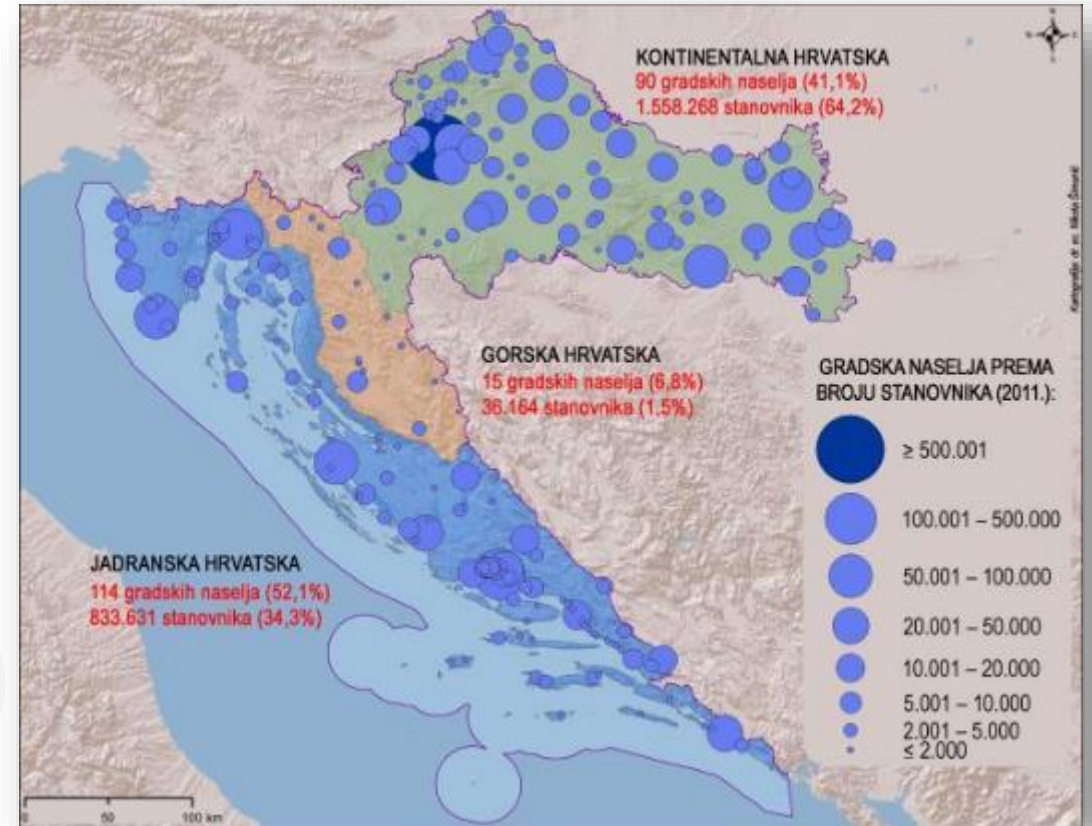 KONTINENTALNA HRVATSKA
90 gradskih naselja (41,1%)
1.558.268 stanovnika (64,2%)
GORSKA HRVATSKA
15 gradskih naselja (6,8%)
36.164 stanovnika (1,5%)
JADRANSKA HRVATSKA
114 gradskih naselja (52,1%)
833.631 stanovnika (34,3%)
GRADSKA NASELJA PREMA
BROJU STANOVNIKA (2011.):
≥ 500.001
100.001 – 500.000
50.001 – 100.000
20.001 – 50.000
10.001 – 20.000
5.001 – 10.000
2.001 – 5.000
≤ 2.000
0 50 100 km